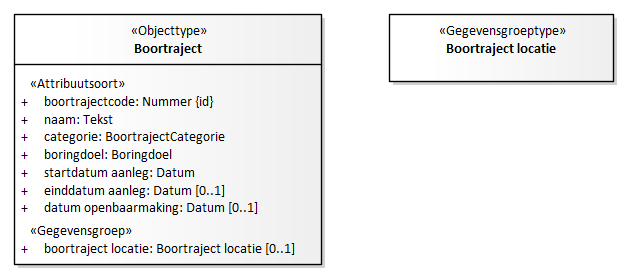 «Objecttype»
Boortraject
«Attribuutsoort»
+ boortrajectcode: Nummer {id}
+ naam: Tekst
+ categorie: BoortrajectCategorie
+ boringdoel: Boringdoel
+ startdatum aanleg: Datum
+ einddatum aanleg: Datum [0..1]
+ datum openbaarmaking: Datum [0..1]
«Gegevensgroep»
+ boortraject locatie: Boortraject locatie [0..1]
«Gegevensgroeptype»
Boortraject locatie